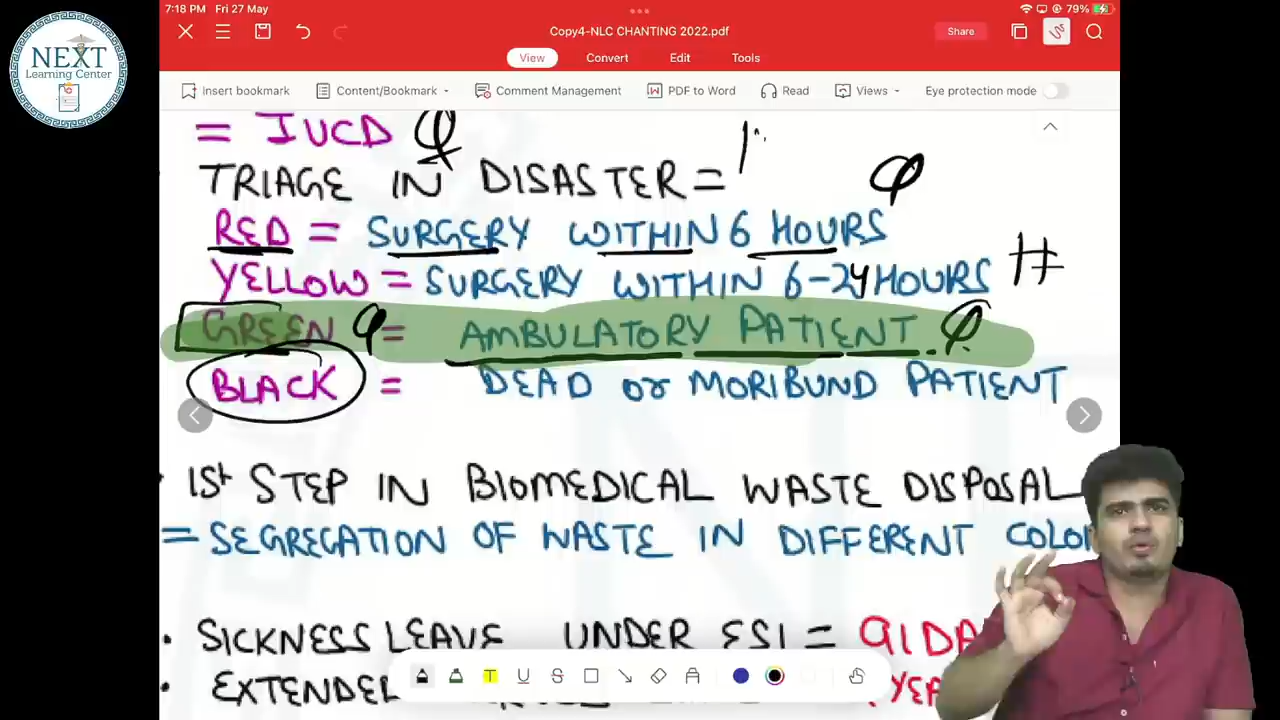 7:18 PM Fri 27 May
79%
Copy4-NLC CHANTING 2022.pdf
Share
View Convert Edit Tools
Insert bookmark Content/Bookmark Comment Management PDF to Word Read Views Eye protection mode
NEXT
Learning Center
= IUCD
TRIAGE IN DISASTER =
RED = SURGERY WITHIN 6 HOURS
YELLOW = SURGERY WITHIN 6-24 HOURS
GREEN = AMBULATORY PATIENT.
BLACK = DEAD or MORIBUND PATIENT
• 1st STEP IN BIOMEDICAL WASTE DISPOSAL
= SEGREGATION OF WASTE IN DIFFERENT
• SICKNESS LEAVE UNDER ESI = 91
•